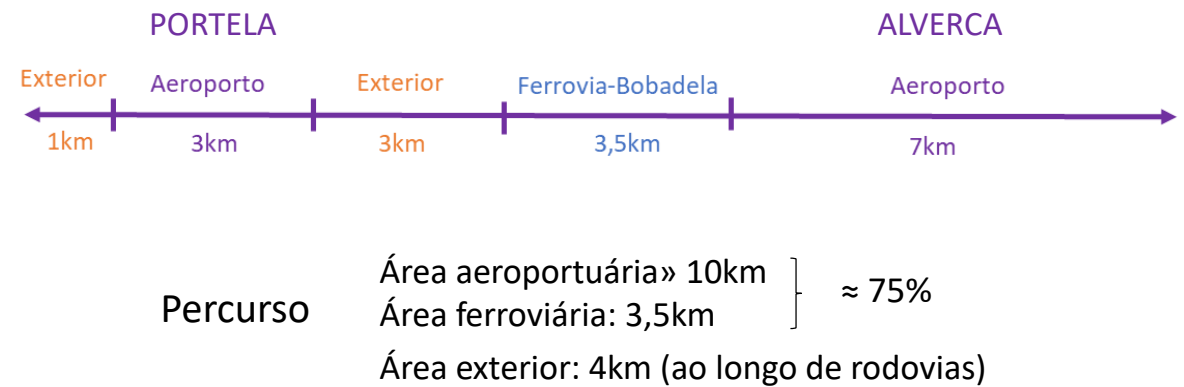 PORTELA ALVERCA
Exterior Aeroporto Exterior Ferrovia-Bobadela Aeroporto
1km 3km 3km 3,5km 7km
Área aeroportuária» 10km
Percurso Área ferroviária: 3,5km ≈ 75%
Área exterior: 4km (ao longo de rodovias)